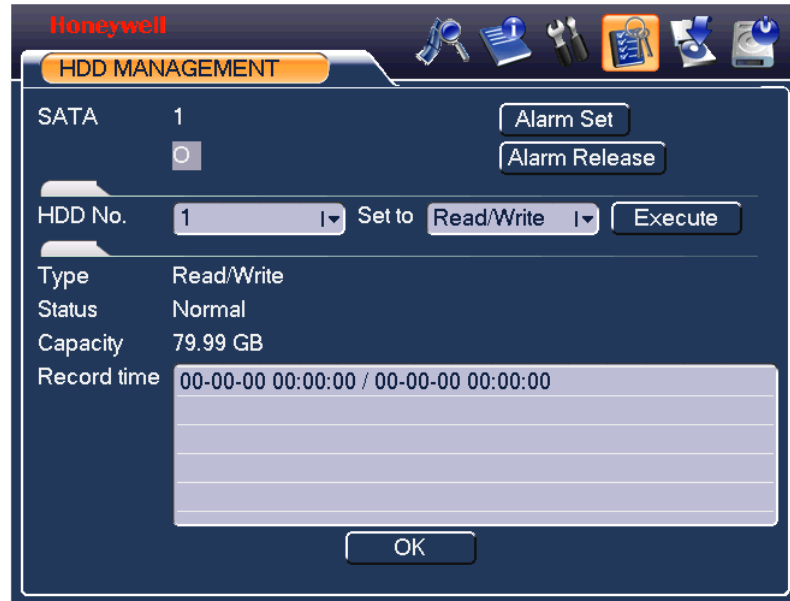 Honeywell
HDD MANAGEMENT
SATA 1 Alarm Set
O Alarm Release
HDD No. 1 Set to Read/Write Execute
Type Read/Write
Status Normal
Capacity 79.99 GB
Record time 00-00-00 00:00:00 / 00-00-00 00:00:00
OK